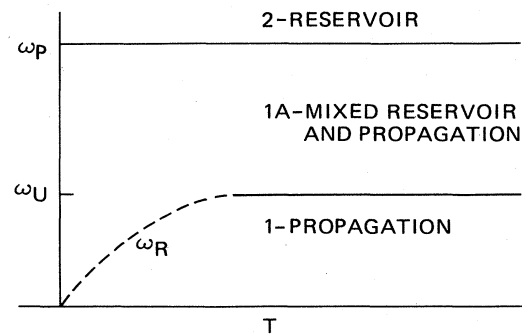 2-RESERVOIR
ωP
1A-MIXED RESERVOIR
AND PROPAGATION
ωU
1-PROPAGATION
ωR
T